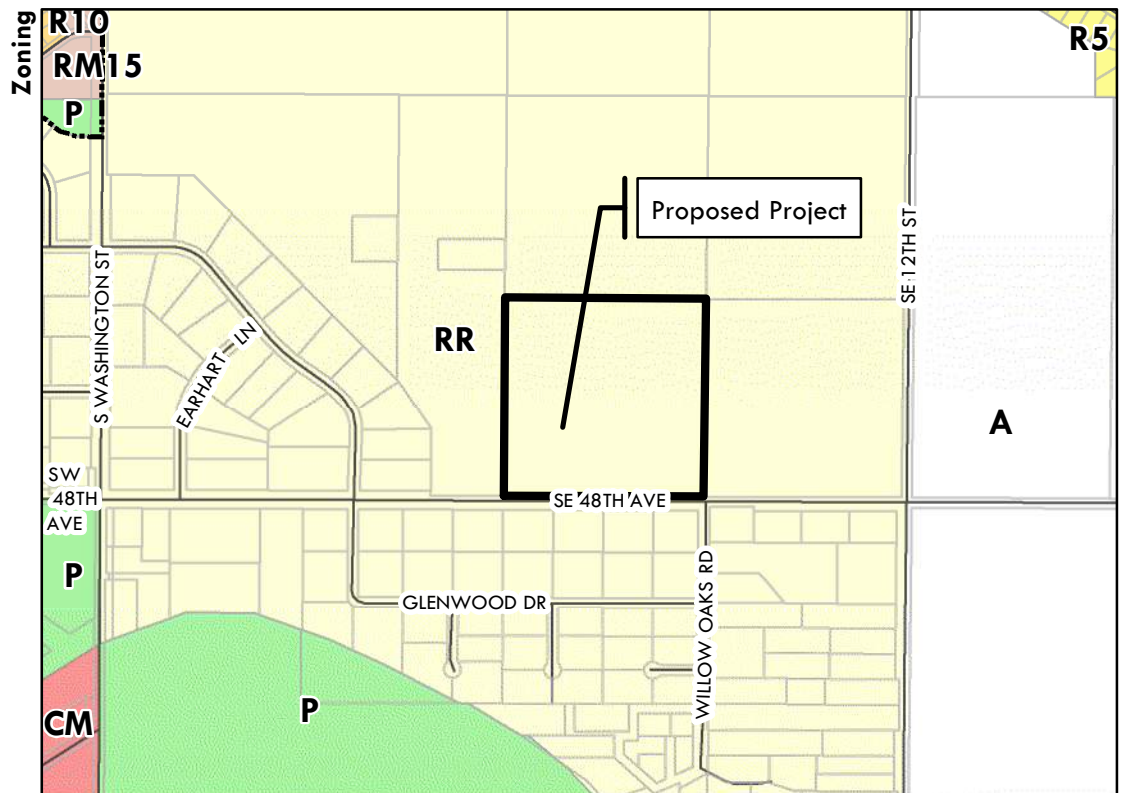 Zoning
R10
R5
RM15
P
Proposed Project
SE 12TH ST
S WASHINGTON ST
EARHART LN
RR
A
SW
48TH
AVE
SE 48TH AVE
P
GLENWOOD DR
WILLOW OAKS RD
P
CM